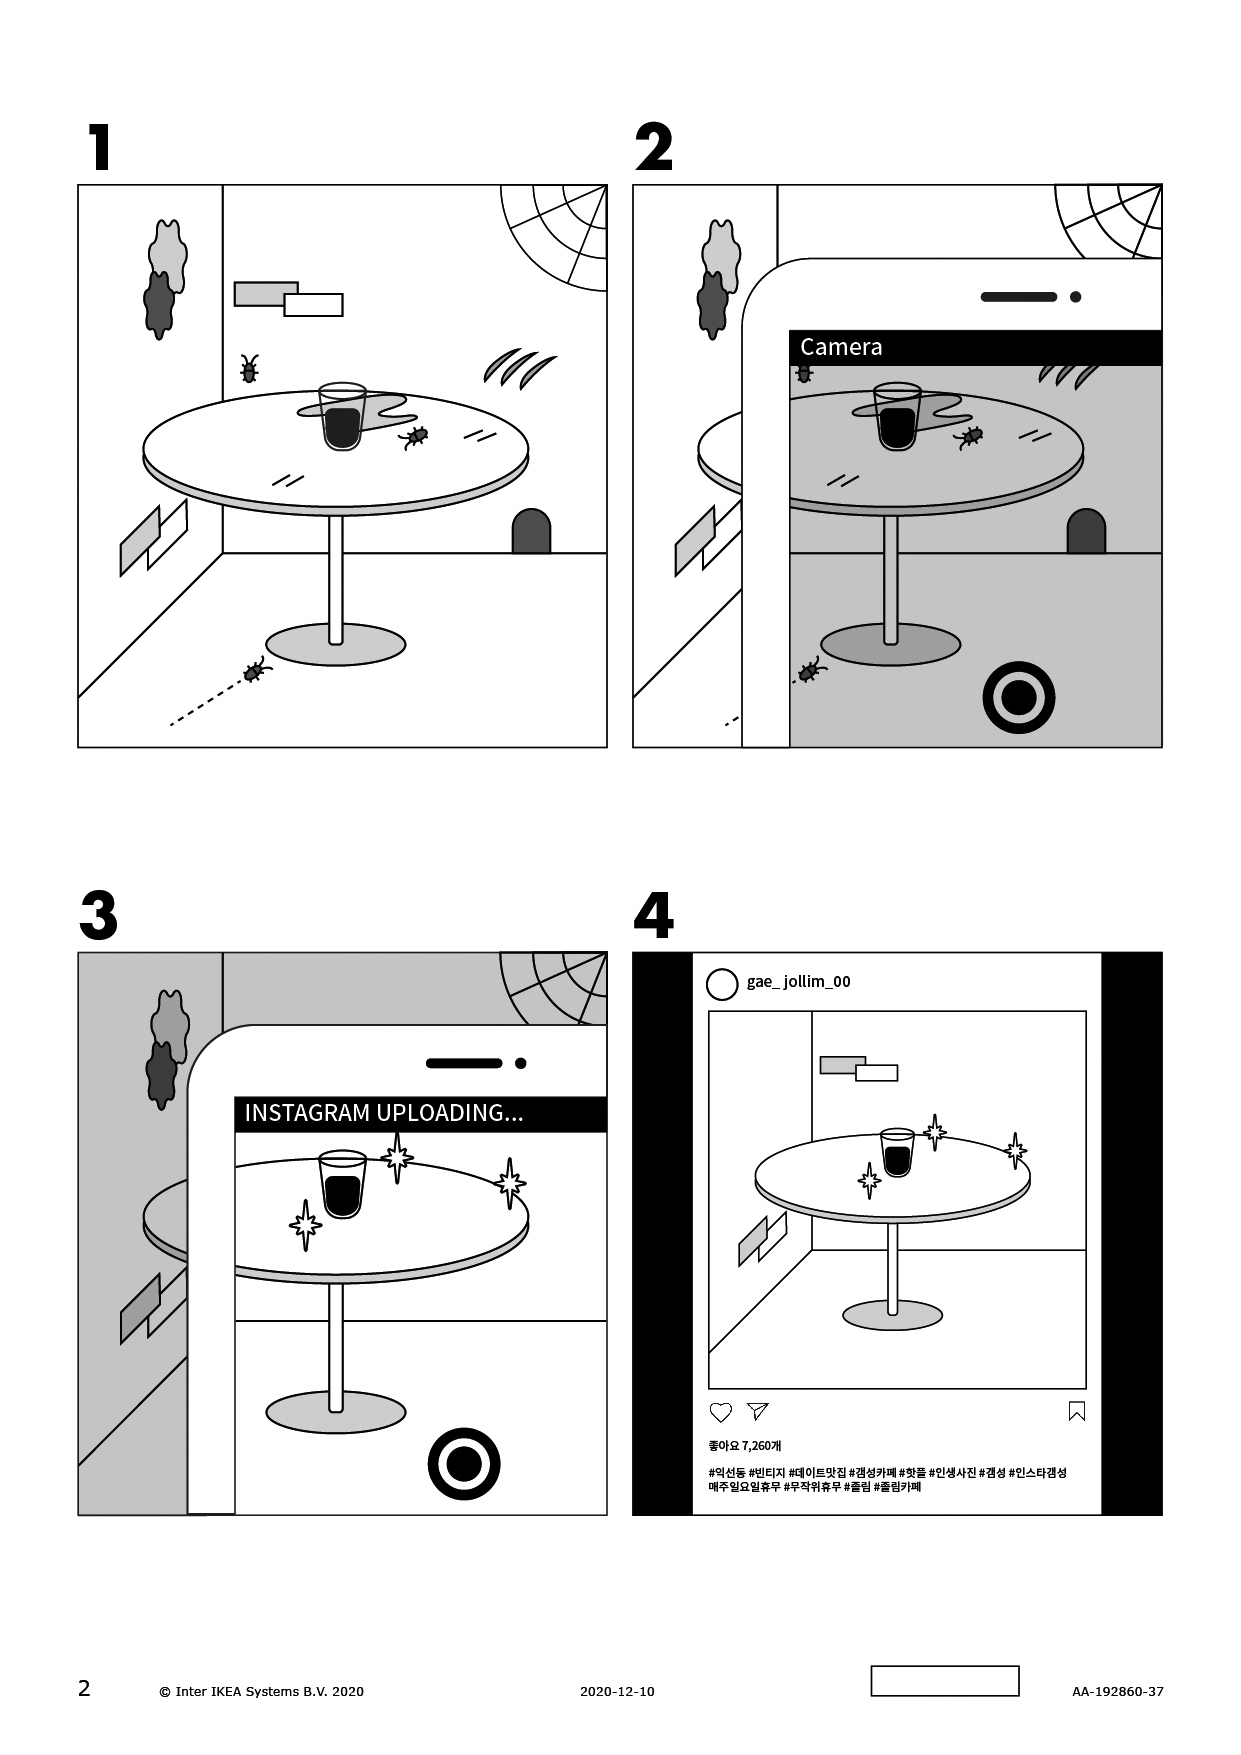 1
2
Camera
3
4
INSTAGRAM UPLOADING...
gae_ jollim_00
좋아요 7,260개
#익선동 #빈티지 #데이트맛집 #갬성카페 #핫플 #인생사진 #갬성 #인스타갬성
매주일요일휴무 #무작위휴무 #졸림 #졸림카페
2
© Inter IKEA Systems B.V. 2020
2020-12-10
AA-192860-37